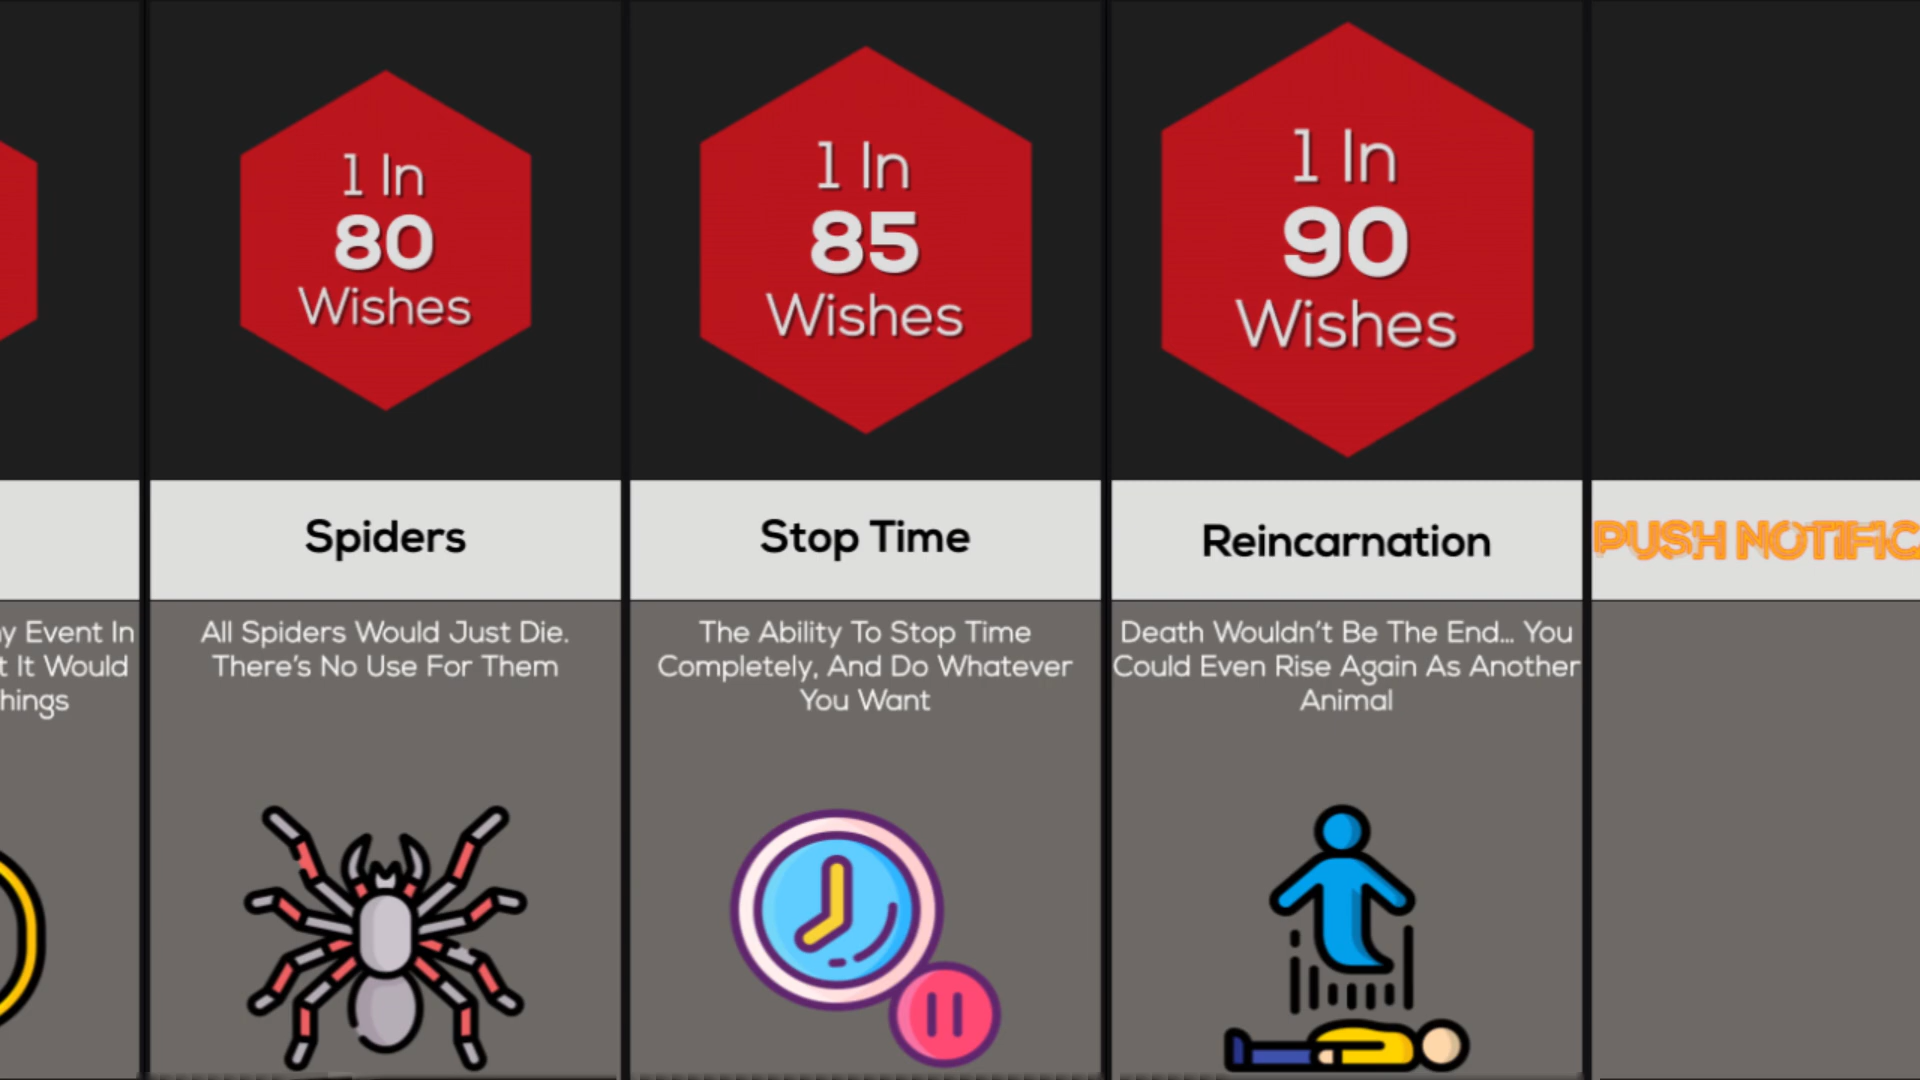 y Event In
t It Would
hings
1 In
80
Wishes
Spiders
All Spiders Would Just Die.
There's No Use For Them
1 In
85
Wishes
Stop Time
The Ability To Stop Time
Completely, And Do Whatever
You Want
1 In
90
Wishes
Reincarnation
Death Wouldn't Be The End... You
Could Even Rise Again As Another
Animal
PUSH NOTIFIC